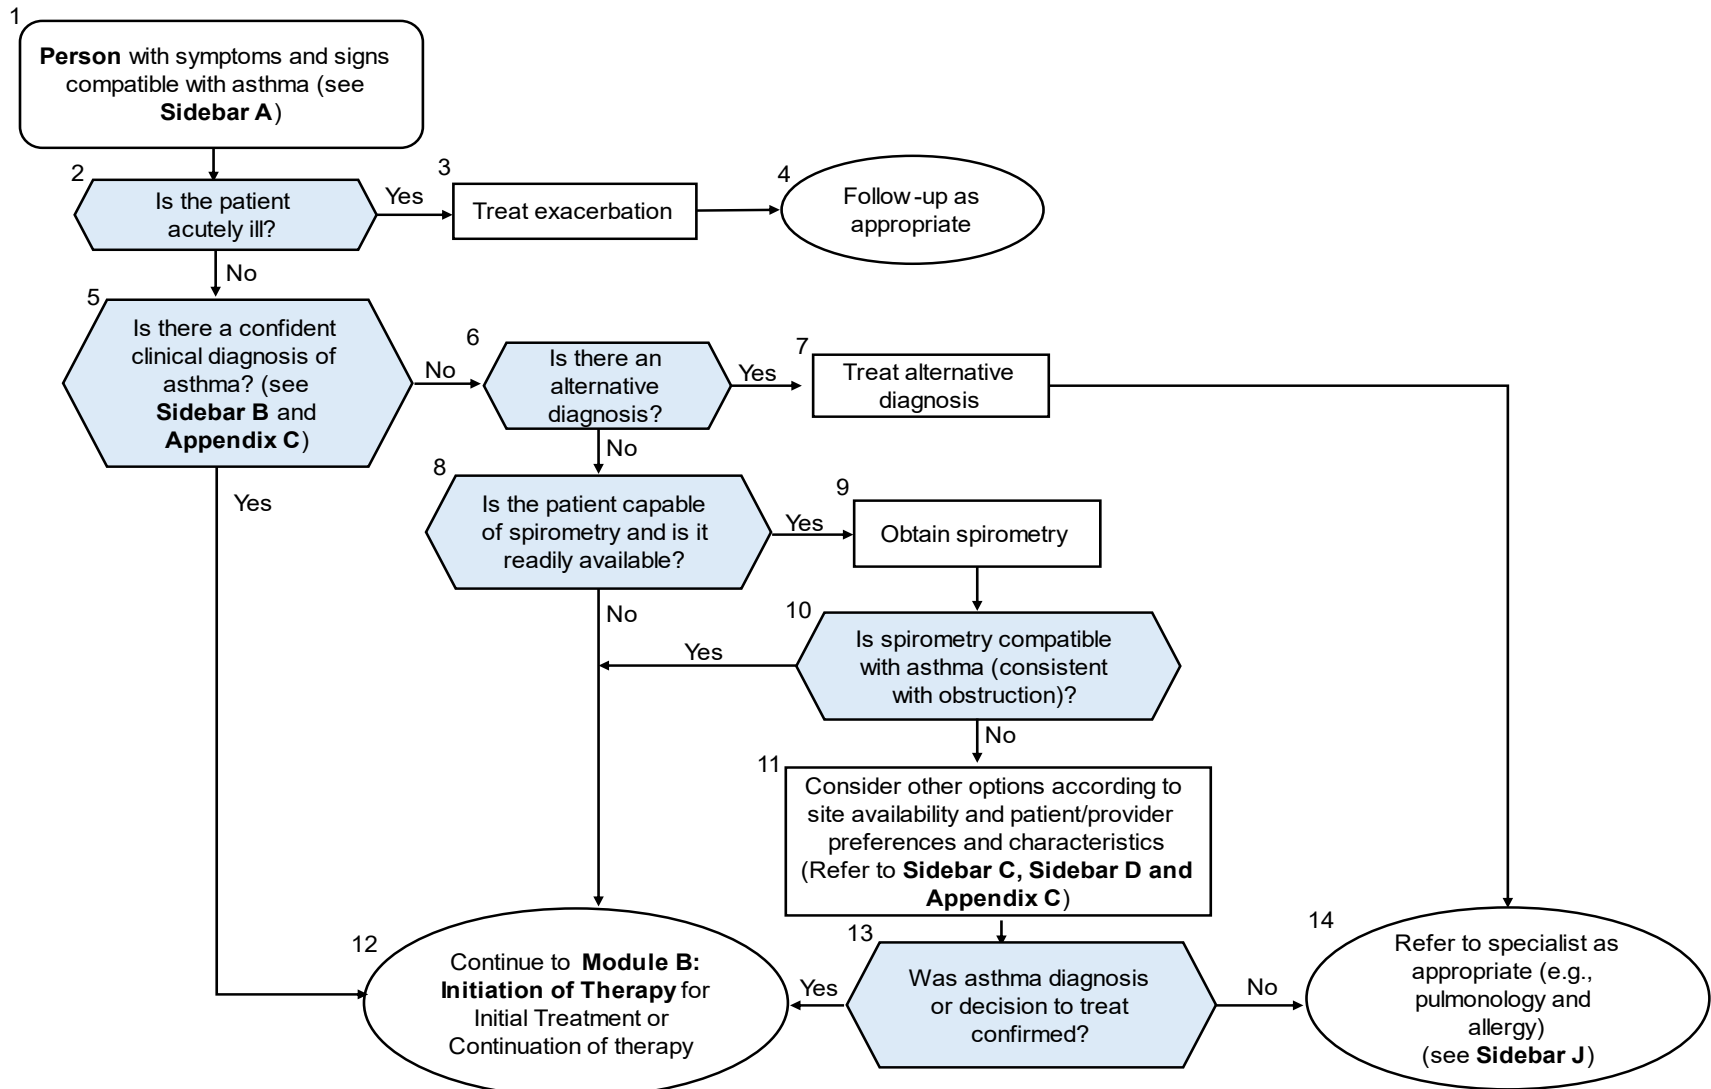 1
Person with symptoms and signs
compatible with asthma (see
Sidebar A)
2
Is the patient
acutely ill?
Yes
3
Treat exacerbation
4
Follow-up as
appropriate
No
5
Is there a confident
clinical diagnosis of
asthma? (see
Sidebar B and
Appendix C)
No
6
Is there an
alternative
diagnosis?
Yes
7
Treat alternative
diagnosis
No
Yes
8
Is the patient capable
of spirometry and is it
readily available?
Yes
9
Obtain spirometry
No
10
Is spirometry compatible
with asthma (consistent
with obstruction)?
Yes
No
11
Consider other options according to
site availability and patient/provider
preferences and characteristics
(Refer to Sidebar C, Sidebar D and
Appendix C)
12
Continue to Module B:
Initiation of Therapy for
Initial Treatment or
Continuation of therapy
13
Was asthma diagnosis
or decision to treat
confirmed?
Yes
No
14
Refer to specialist as
appropriate (e.g.,
pulmonology and
allergy)
(see Sidebar J)